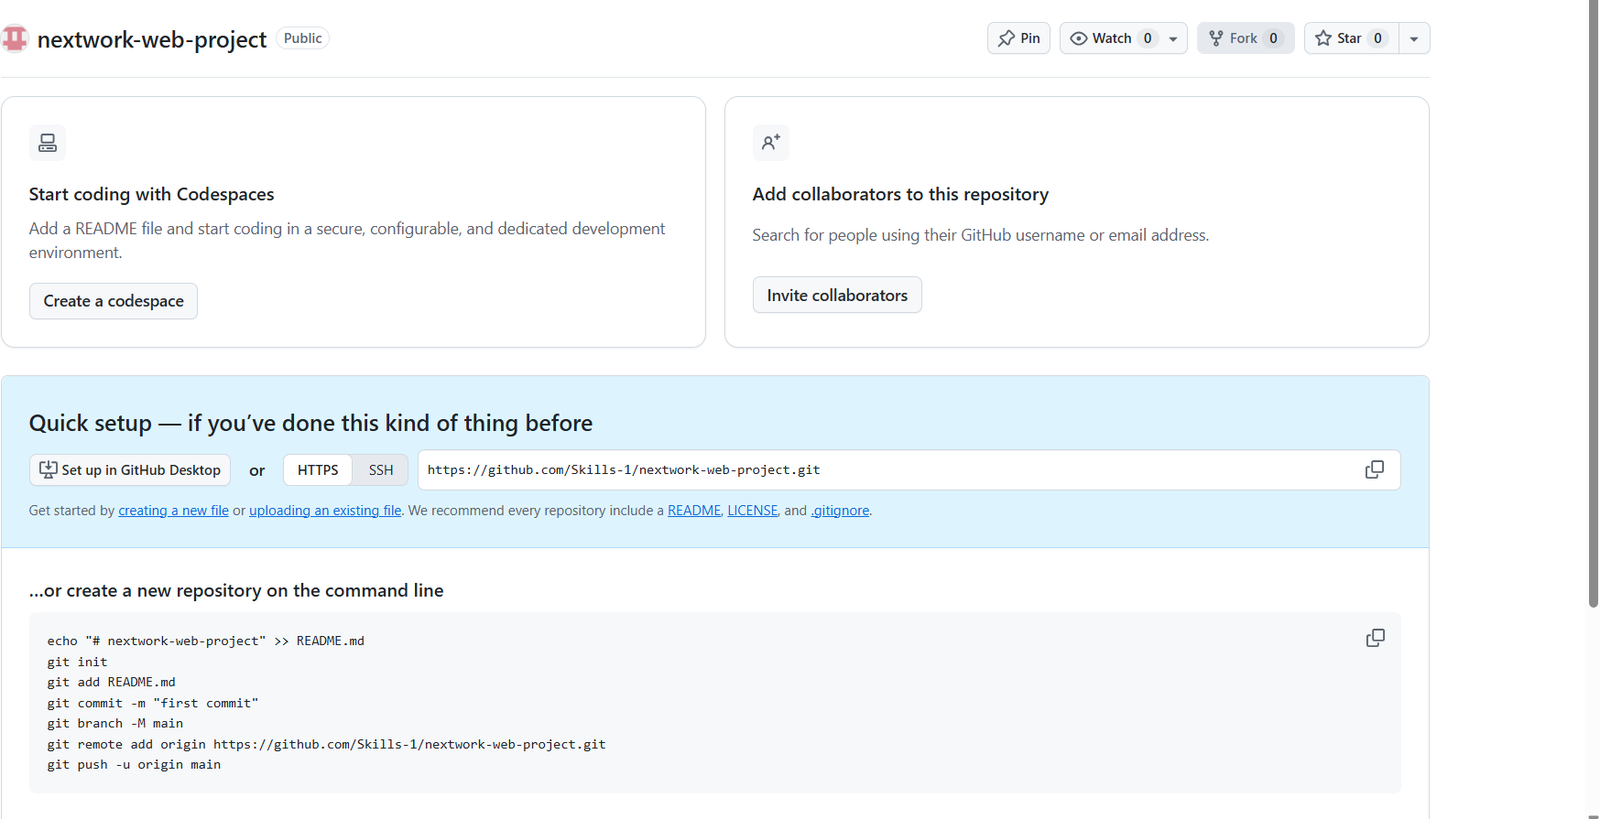 nextwork-web-project Public
Pin Watch 0 Fork 0 Star 0
Start coding with Codespaces
Add a README file and start coding in a secure, configurable, and dedicated development
environment.
Create a codespace
Add collaborators to this repository
Search for people using their GitHub username or email address.
Invite collaborators
Quick setup — if you’ve done this kind of thing before
Set up in GitHub Desktop or HTTPS SSH https://github.com/Skills-1/nextwork-web-project.git
Get started by creating a new file or uploading an existing file. We recommend every repository include a README, LICENSE, and .gitignore.
…or create a new repository on the command line
echo "# nextwork-web-project" >> README.md
git init
git add README.md
git commit -m "first commit"
git branch -M main
git remote add origin https://github.com/Skills-1/nextwork-web-project.git
git push -u origin main